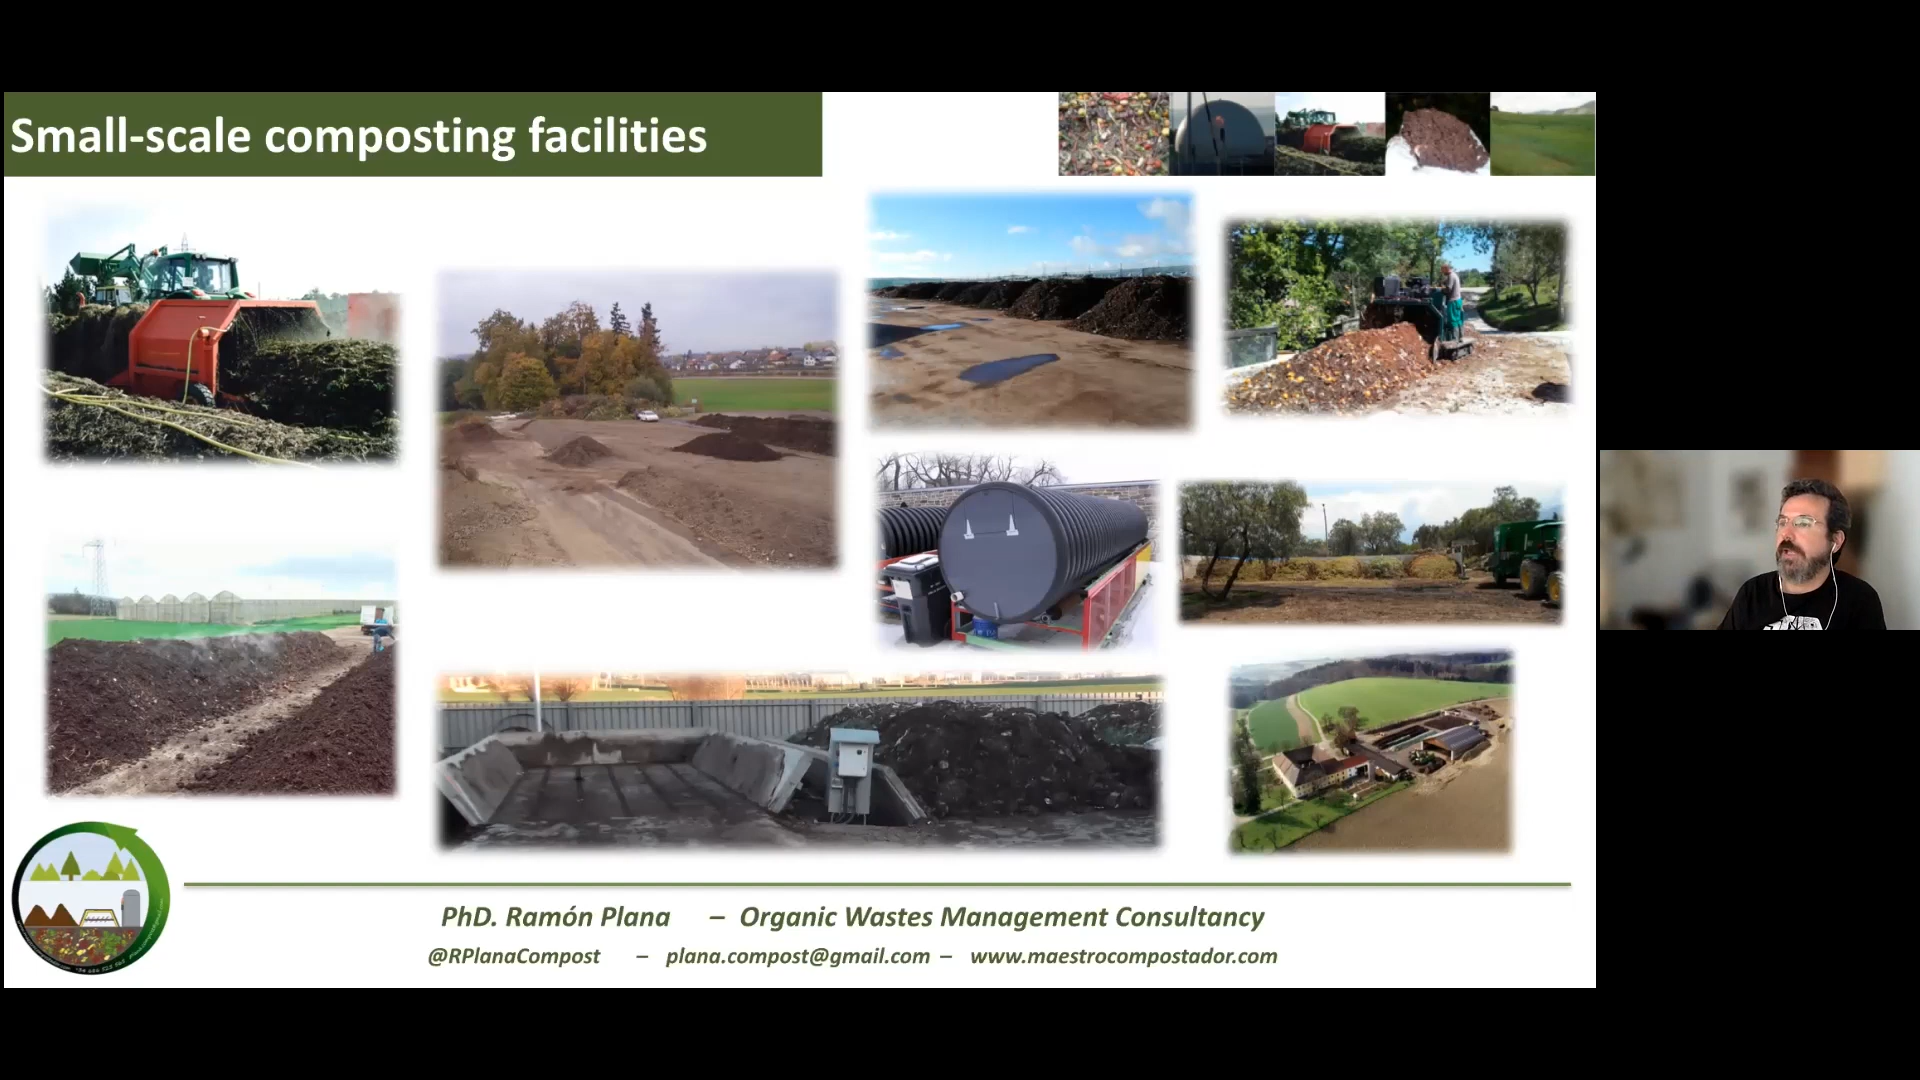 Small-scale composting facilities
PhD. Ramón Plana – Organic Wastes Management Consultancy
@RPlanaCompost – plana.compost@gmail.com – www.maestrocompostador.com